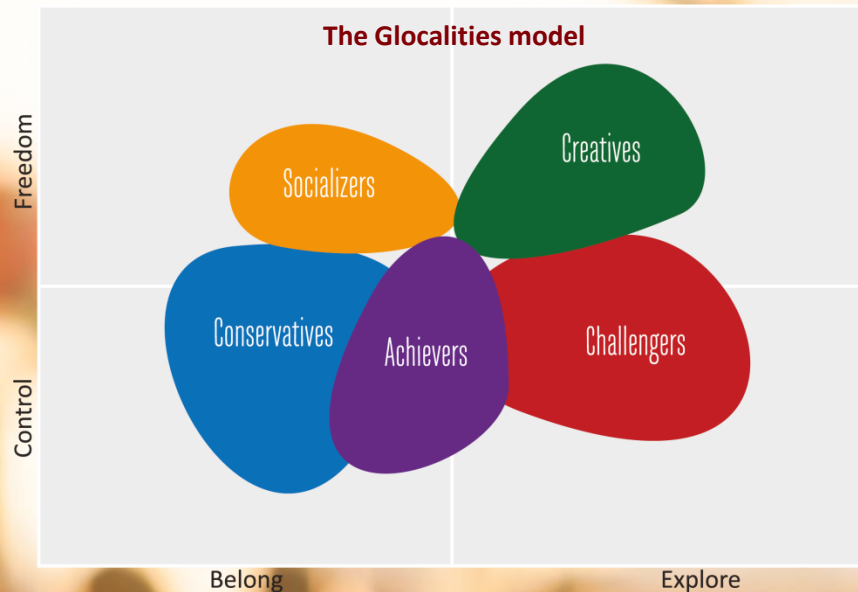 The Glocalities model
Freedom
Control
Creatives
Socializers
Conservatives
Achievers
Challengers
Belong
Explore